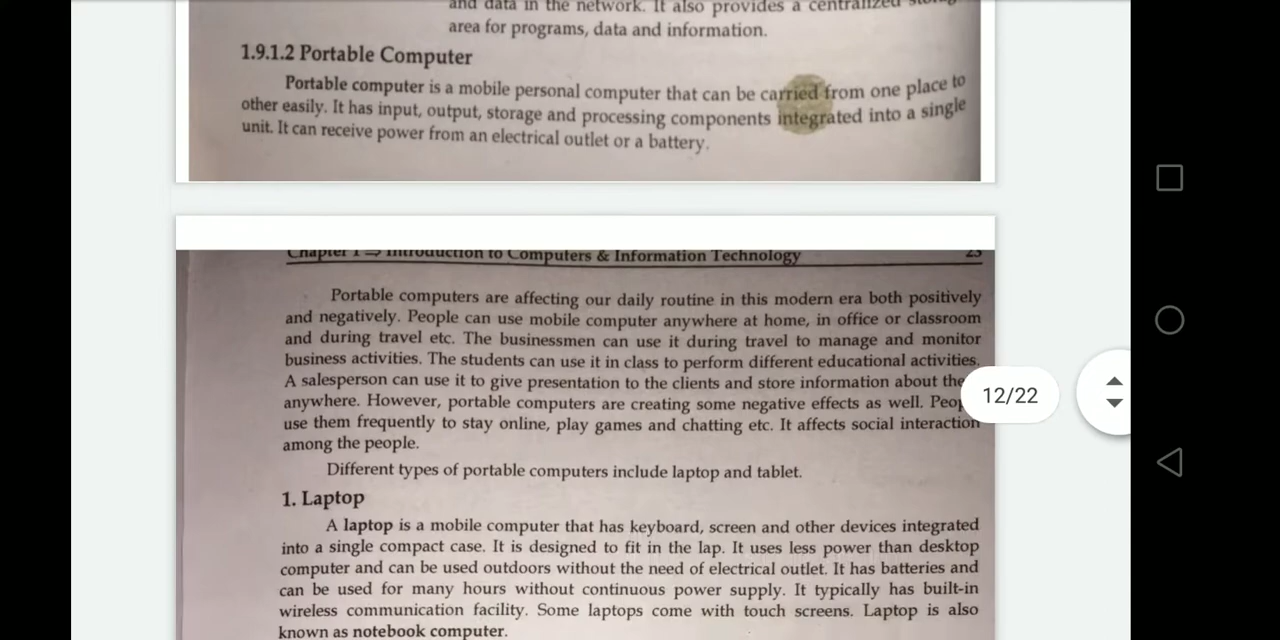 and data in the network. It also provides a centralized
area for programs, data and information.
1.9.1.2 Portable Computer
Portable computer is a mobile personal computer that can be carried from one place to
other easily. It has input, output, storage and processing components integrated into a single
unit. It can receive power from an electrical outlet or a battery.
Chapter 1 ⇒ Introduction to Computers & Information Technology 23
Portable computers are affecting our daily routine in this modern era both positively
and negatively. People can use mobile computer anywhere at home, in office or classroom
and during travel etc. The businessmen can use it during travel to manage and monitor
business activities. The students can use it in class to perform different educational activities.
A salesperson can use it to give presentation to the clients and store information about
12/22
anywhere. However, portable computers are creating some negative effects as well.
use them frequently to stay online, play games and chatting etc. It affects social interaction
among the people.
Different types of portable computers include laptop and tablet.
1. Laptop
A laptop is a mobile computer that has keyboard, screen and other devices integrated
into a single compact case. It is designed to fit in the lap. It uses less power than desktop
computer and can be used outdoors without the need of electrical outlet. It has batteries and
can be used for many hours without continuous power supply. It typically has built-in
wireless communication facility. Some laptops come with touch screens. Laptop is also
known as notebook computer.